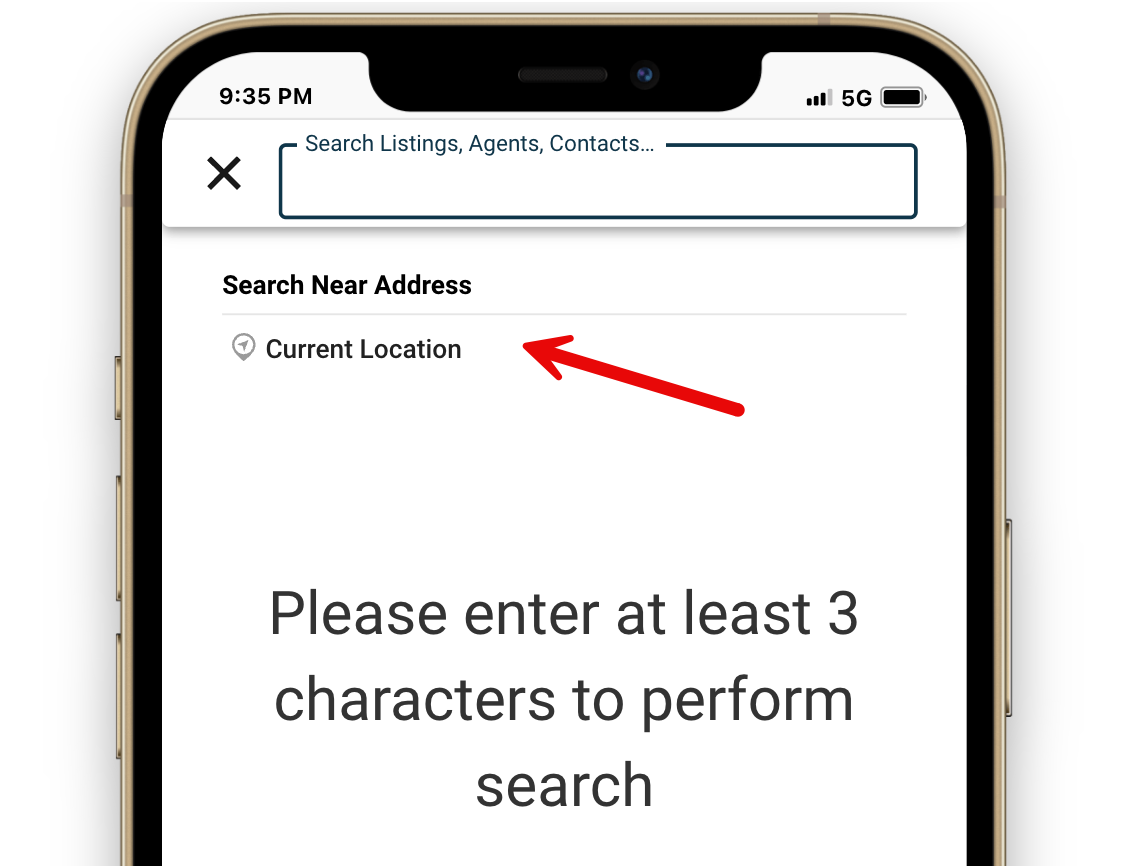 9:35 PM 5G
Search Listings, Agents, Contacts...
Search Near Address
Current Location
Please enter at least 3
characters to perform
search